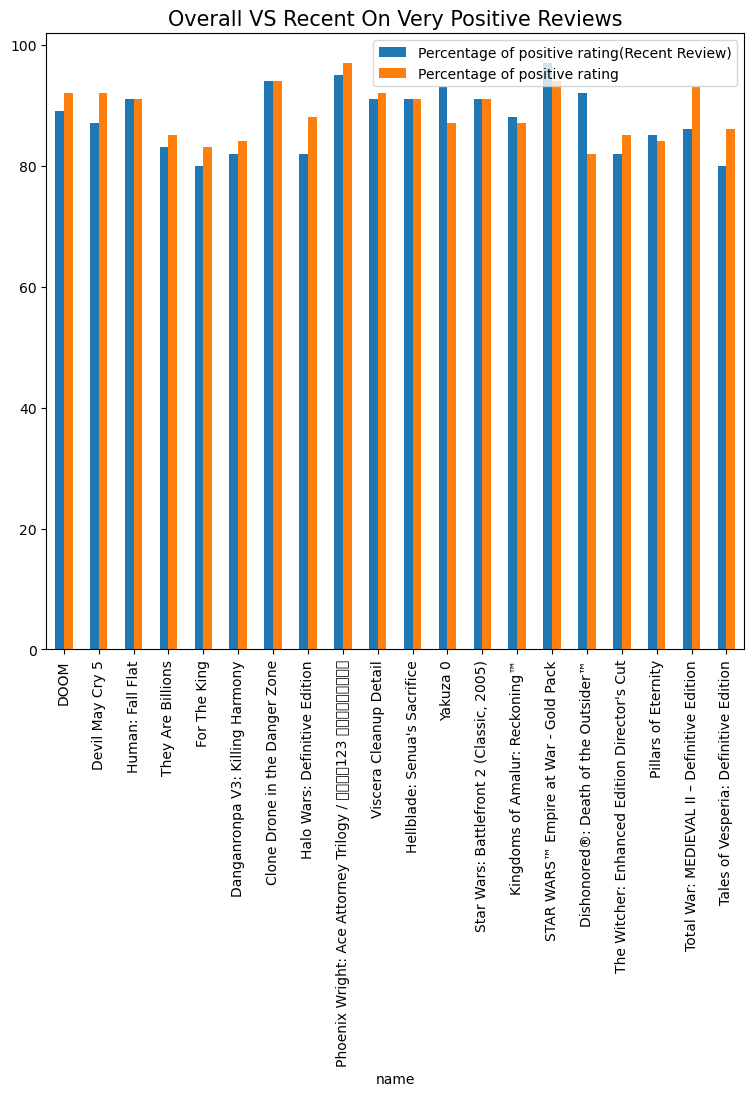 Overall VS Recent On Very Positive Reviews
Percentage of positive rating(Recent Review)
Percentage of positive rating
100
80
60
40
20
0
DOOM
Devil May Cry 5
Human: Fall Flat
They Are Billions
For The King
Danganronpa V3: Killing Harmony
Clone Drone in the Danger Zone
Halo Wars: Definitive Edition
Phoenix Wright: Ace Attorney Trilogy / 123
Viscera Cleanup Detail
Hellblade: Senua's Sacrifice
Yakuza 0
Star Wars: Battlefront 2 (Classic, 2005)
Kingdoms of Amalur: Reckoning™
STAR WARS™ Empire at War - Gold Pack
Dishonored®: Death of the Outsider™
The Witcher: Enhanced Edition Director's Cut
Pillars of Eternity
Total War: MEDIEVAL II – Definitive Edition
Tales of Vesperia: Definitive Edition
name